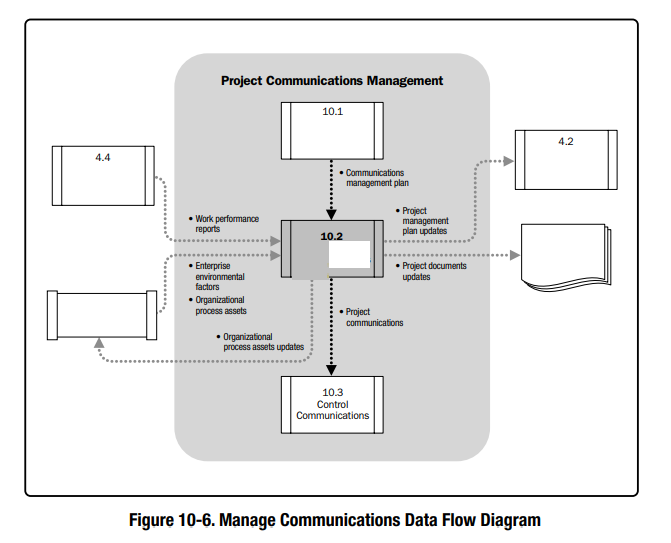 Project Communications Management
10.1
4.4
4.2
• Communications
management plan
• Work performance
reports
• Project
management
plan updates
10.2
• Enterprise
environmental
factors
• Organizational
process assets
• Project documents
updates
• Project
communications
• Organizational
process assets updates
10.3
Control
Communications
Figure 10-6. Manage Communications Data Flow Diagram